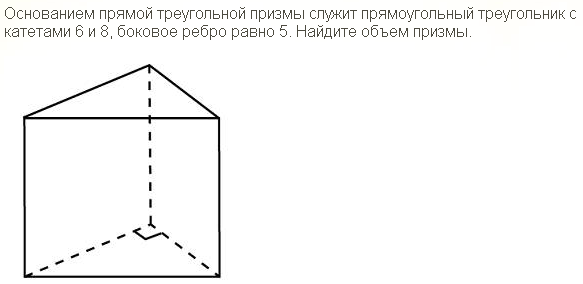 Основанием прямой треугольной призмы служит прямоугольный треугольник с
катетами 6 и 8, боковое ребро равно 5. Найдите объем призмы.